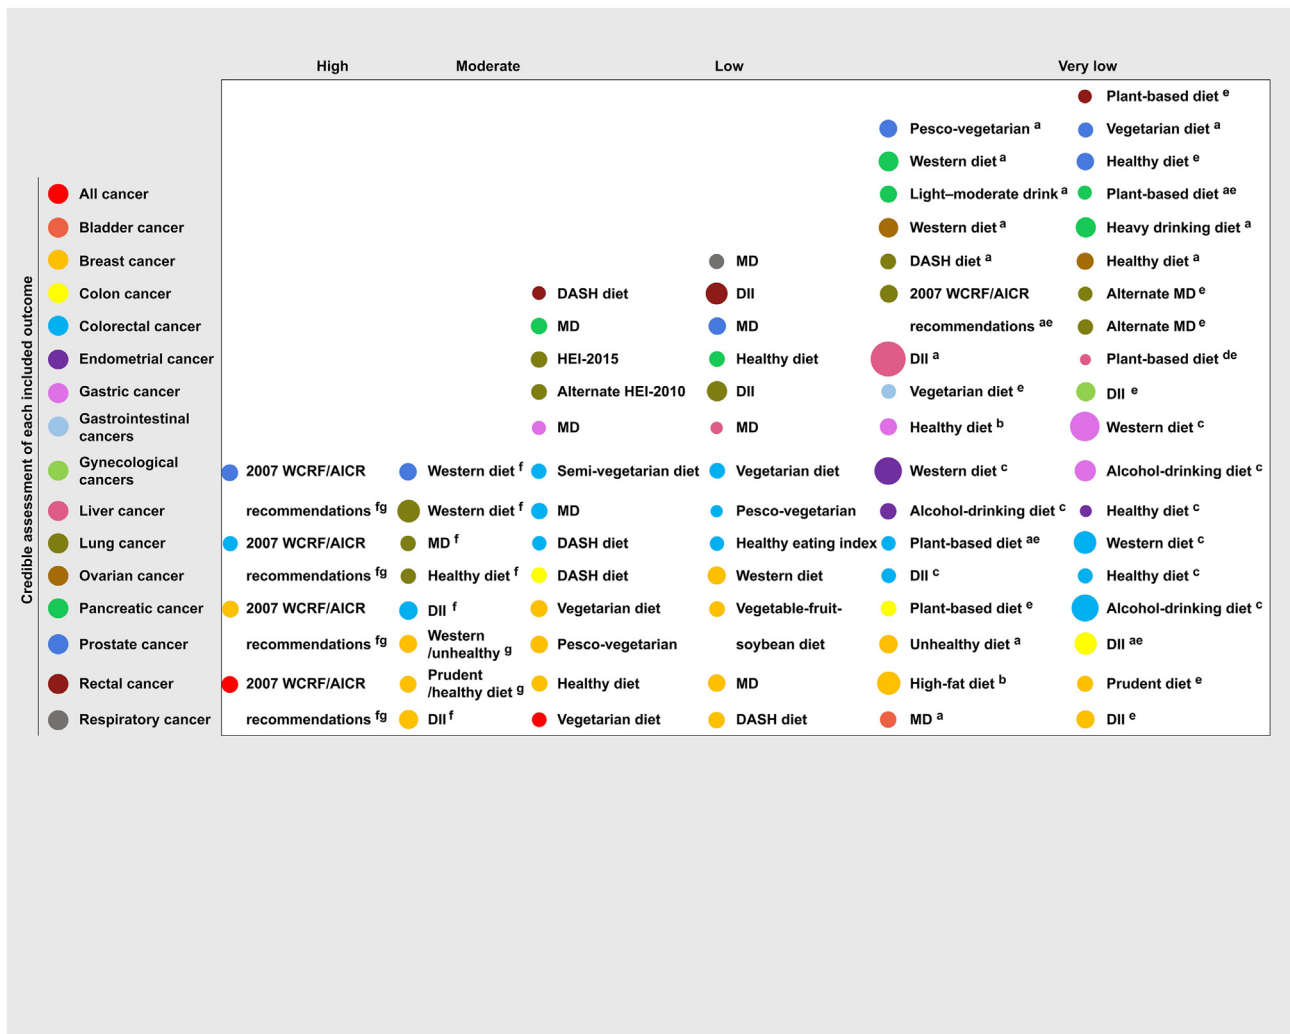 High Moderate Low Very low
Plant-based diet e
Pesco-vegetarian a Vegetarian diet a
Western diet a Healthy diet e
All cancer Light–moderate drink a Plant-based diet ae
Bladder cancer Western diet a Heavy drinking diet a
Breast cancer MD DASH diet a Healthy diet a
Colon cancer DASH diet DII 2007 WCRF/AICR Alternate MD e
Colorectal cancer MD MD recommendations ae Alternate MD e
Endometrial cancer HEI-2015 Healthy diet DII a Plant-based diet de
Gastric cancer Alternate HEI-2010 DII Vegetarian diet e DII e
Gastrointestinal
cancers MD MD Healthy diet b Western diet c
Gynecological
cancers 2007 WCRF/AICR Western diet f Semi-vegetarian diet Vegetarian diet Western diet c Alcohol-drinking diet c
Liver cancer recommendations fg Western diet f MD Pesco-vegetarian Alcohol-drinking diet c Healthy diet c
Lung cancer 2007 WCRF/AICR MD f DASH diet Healthy eating index Plant-based diet ae Western diet c
Ovarian cancer recommendations fg Healthy diet f DASH diet Western diet DII c Healthy diet c
Pancreatic cancer 2007 WCRF/AICR DII f Vegetarian diet Vegetable-fruit- Plant-based diet e Alcohol-drinking diet c
Prostate cancer recommendations fg Western
/unhealthy g Pesco-vegetarian soybean diet Unhealthy diet a DII ae
Rectal cancer 2007 WCRF/AICR Prudent
/healthy diet g Healthy diet MD High-fat diet b Prudent diet e
Respiratory cancer recommendations fg DII f Vegetarian diet DASH diet MD a DII e
Credible assessment of each included outcome